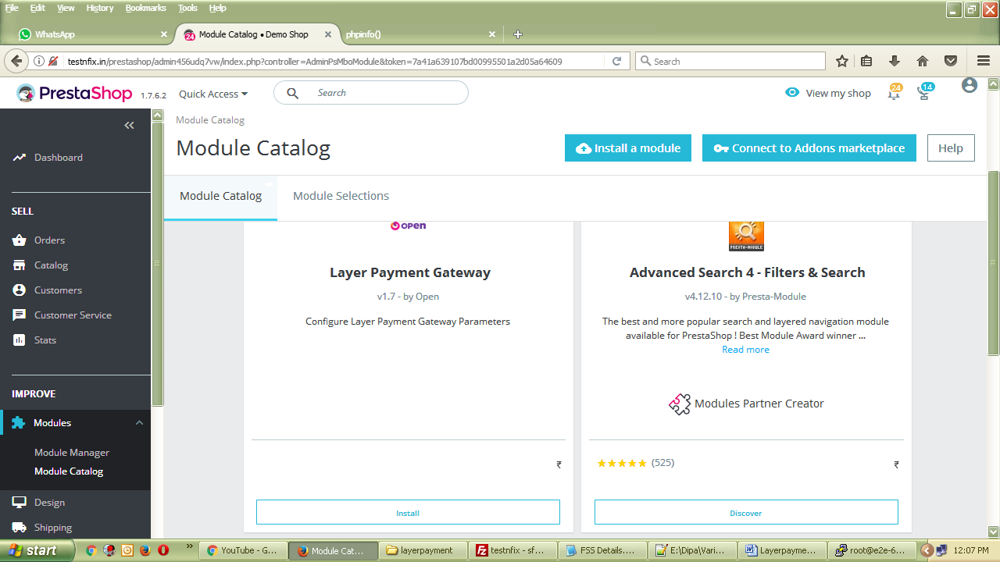 File Edit View History Bookmarks Tools Help
WhatsApp
24 Module Catalog • Demo Shop
phpinfo()
testnfix.in/prestashop/admin456udq7vw/index.php?controller=AdminPsMboModule&token=7a41a639107bd00995501a2d05a64609
Search
PrestaShop 1.7.6.2
Quick Access
Search
View my shop
24
14
Module Catalog
Module Catalog
Install a module
Connect to Addons marketplace
Help
Module Catalog
Module Selections
Dashboard
SELL
Orders
Catalog
Customers
Customer Service
Stats
IMPROVE
Modules
Module Manager
Module Catalog
Design
Shipping
OPEN
Layer Payment Gateway
v1.7 - by Open
Configure Layer Payment Gateway Parameters
₹
Install
PRESTA-MODULE
Advanced Search 4 - Filters & Search
v4.12.10 - by Presta-Module
The best and more popular search and layered navigation module
available for PrestaShop ! Best Module Award winner ...
Read more
Modules Partner Creator
(525)
₹
Discover
start
»
YouTube - G...
Module Cat...
layerpayment
testnfix - sf...
FSS Details....
E:\Dipa\Vari...
Layerpayme...
root@e2e-6...
12:07 PM